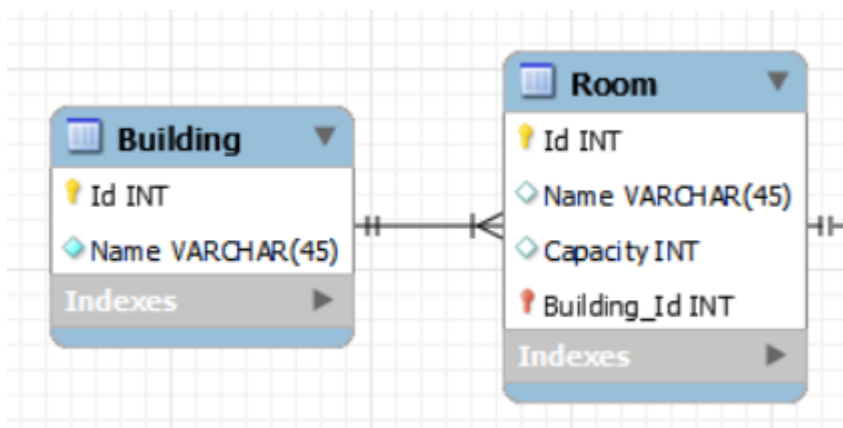 Building
Id INT
Name VARCHAR(45)
Indexes
Room
Id INT
Name VARCHAR(45)
Capacity INT
Building_Id INT
Indexes